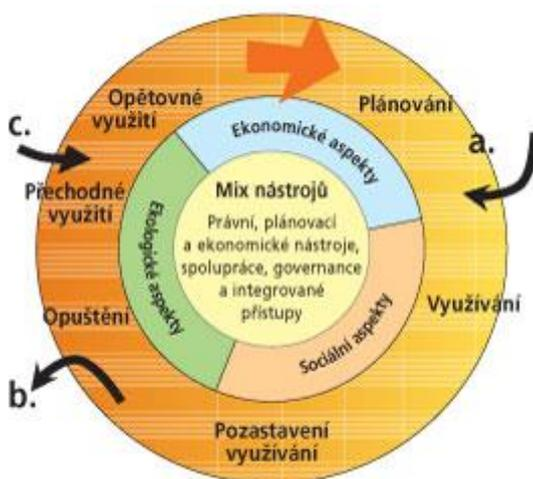 Opětovné
využití
Plánování
c.
a.
Ekonomické aspekty
Přechodné
využití
Mix nástrojů
Právní, plánovací
a ekonomické nástroje,
spolupráce, governance
a integrované
přístupy
Ekologické aspekty
Opuštění
Využívání
Sociální aspekty
b.
Pozastavení
využívání